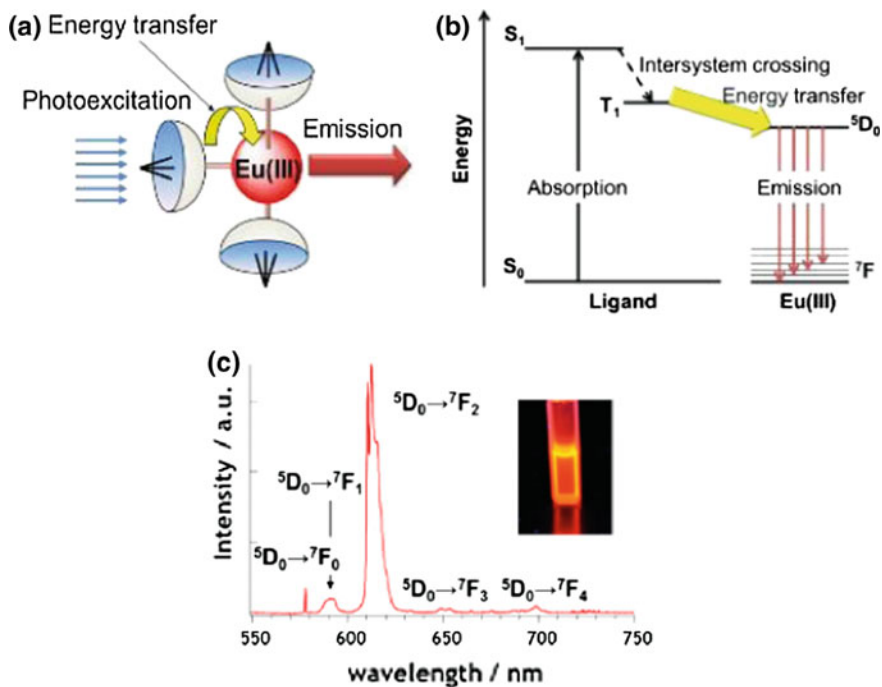 (a) Energy transfer
Photoexcitation
Emission
Eu(III)
(b)
S₁
Intersystem crossing
T₁
Energy transfer
⁵D₀
Energy
Absorption
Emission
S₀
⁷F
Ligand
Eu(III)
(c)
⁵D₀→⁷F₂
⁵D₀→⁷F₁
⁵D₀→⁷F₀
⁵D₀→⁷F₃
⁵D₀→⁷F₄
Intensity / a.u.
550
600
650
700
750
wavelength / nm